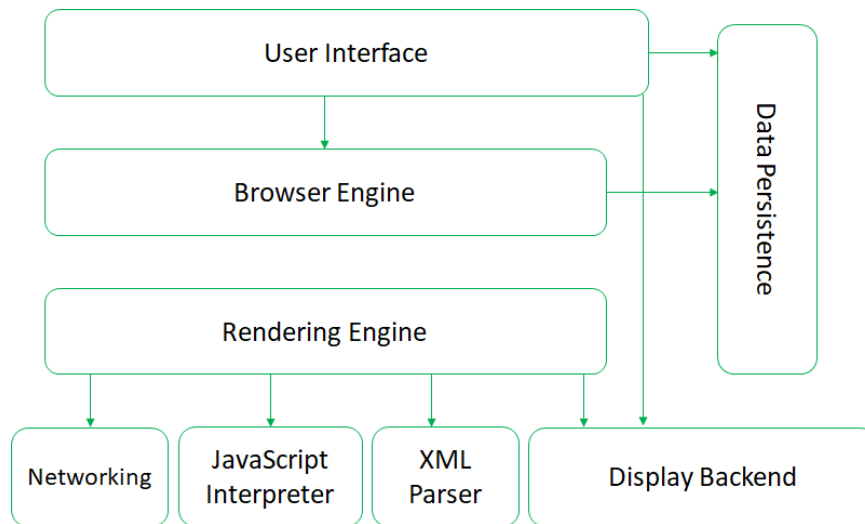 User Interface
Data Persistence
Browser Engine
Rendering Engine
Networking
JavaScript
Interpreter
XML
Parser
Display Backend